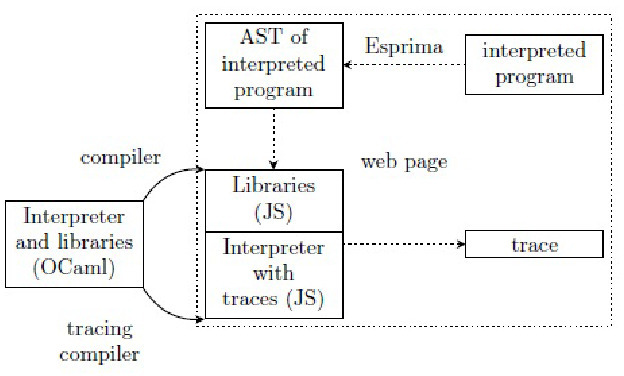 AST of
interpreted
program
Esprima
interpreted
program
compiler
web page
Libraries
(JS)
Interpreter
and libraries
(OCaml)
Interpreter
with
traces (JS)
trace
tracing
compiler